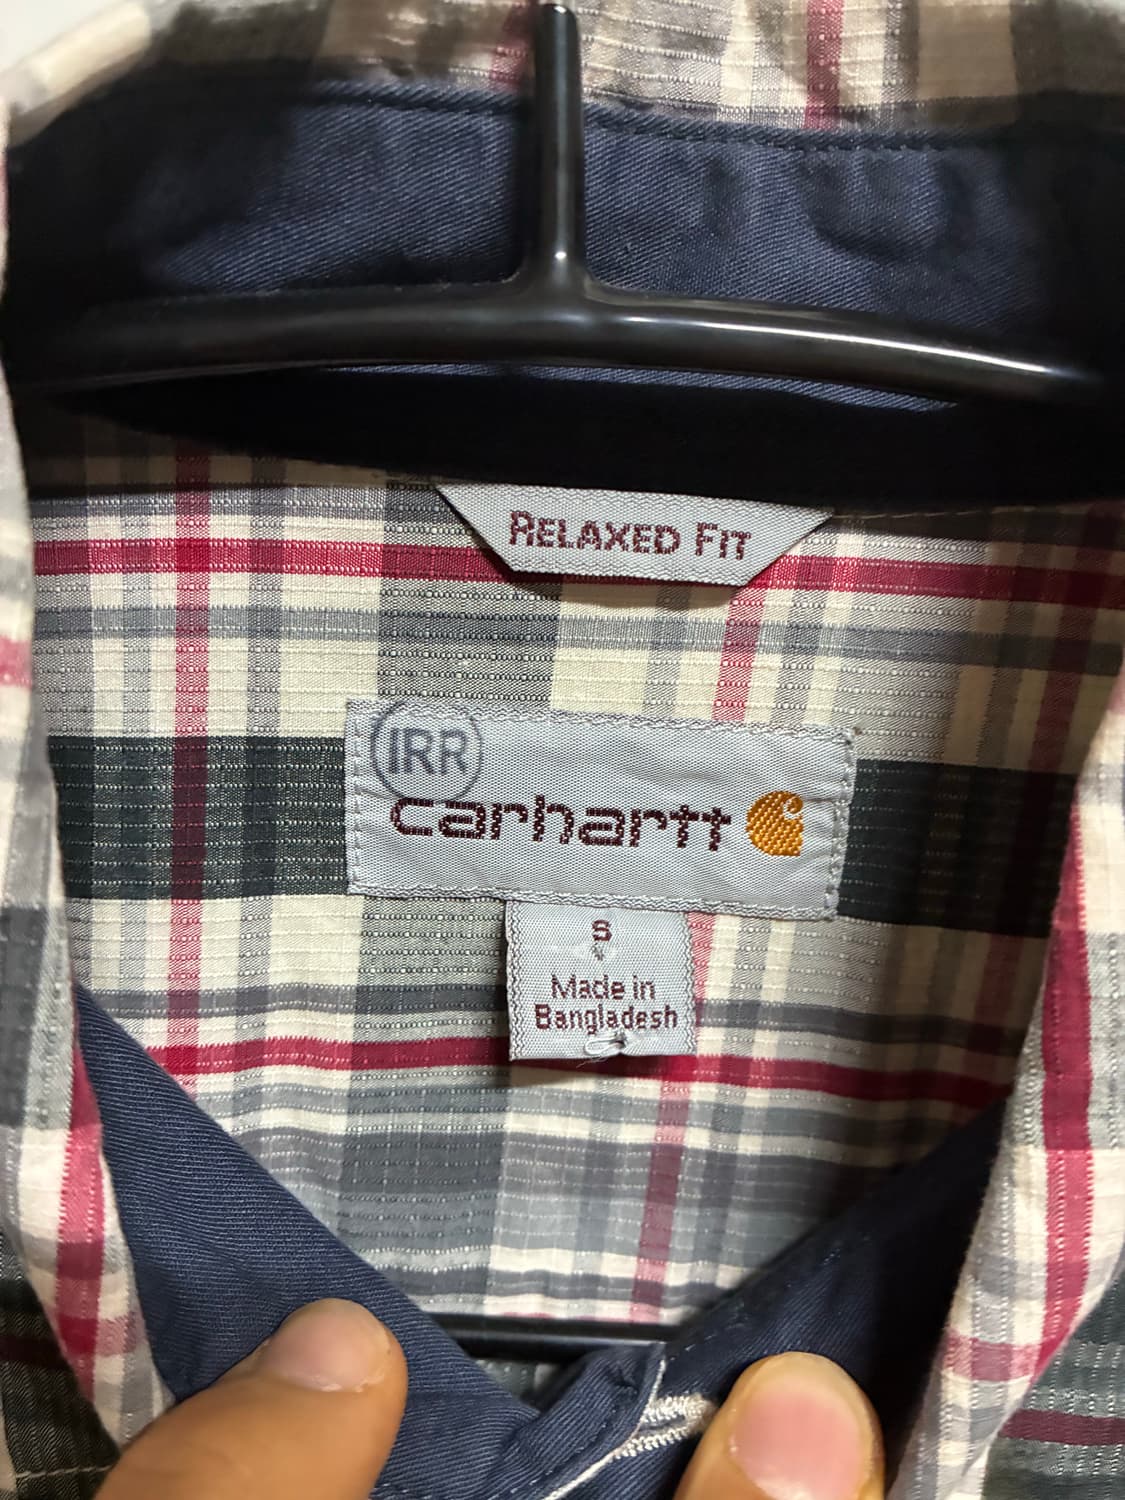 RELAXED FIT
IRR
carhartt
S
Made in
Bangladesh